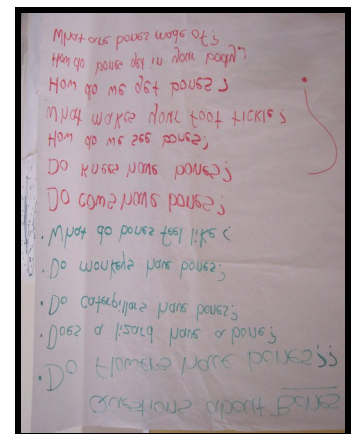 Questions about Bones
Do Flowers have bones??
Does a lizard have a bone?
Do caterpillars have bones?
Do monkeys have bones?
What do bones feel like?
Do cows have bones?
Do knees have bones?
How do we see bones?
What makes your foot tickle?
How do we get bones?
How do bones get in your body?
What are bones made of?